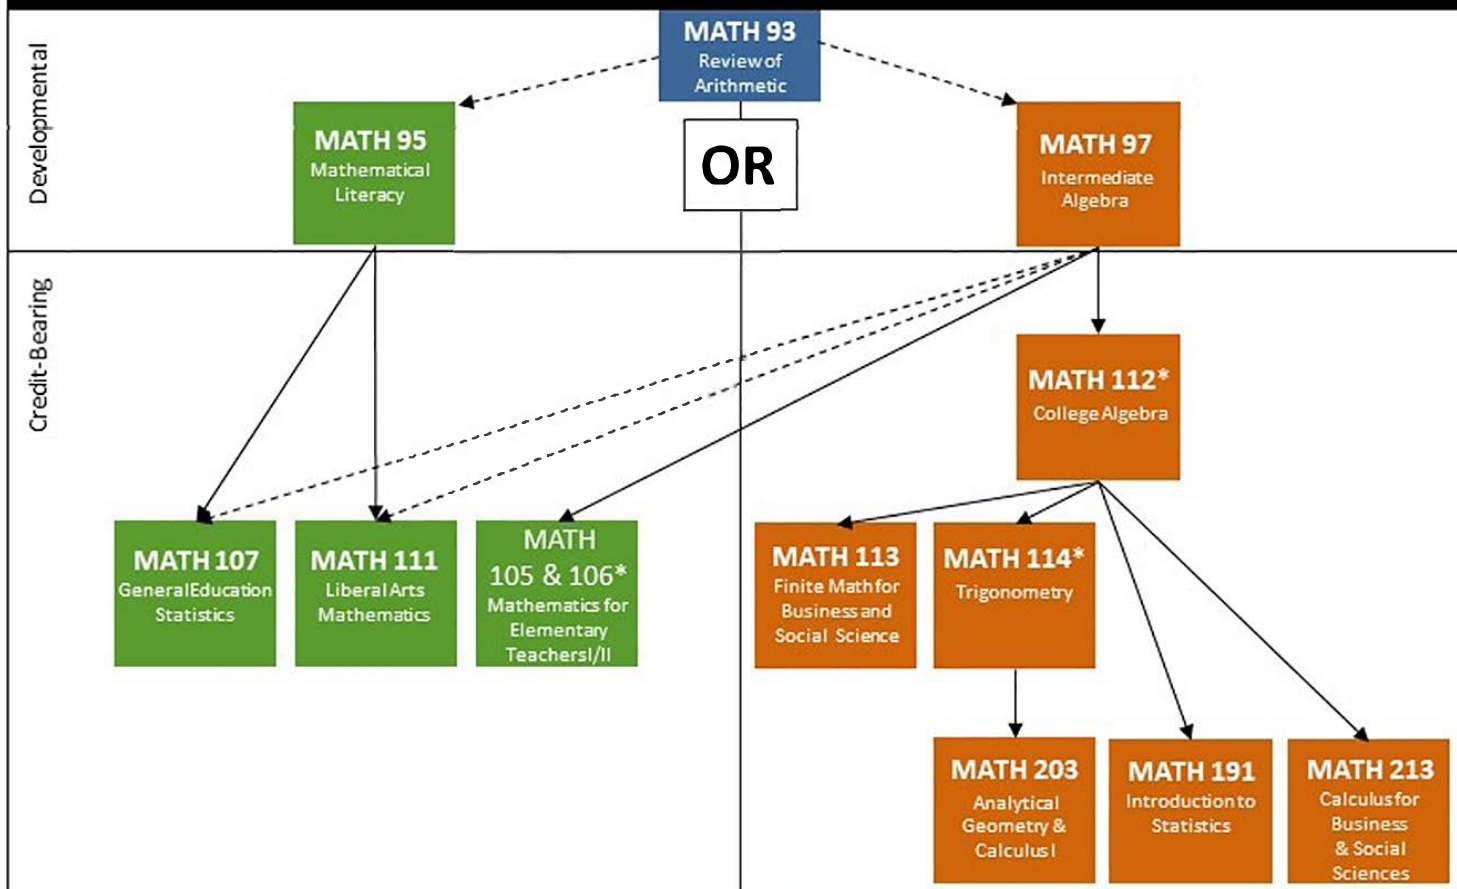 Developmental
MATH 93
Review of
Arithmetic
MATH 95
Mathematical
Literacy
OR
MATH 97
Intermediate
Algebra
Credit-Bearing
MATH 112*
College Algebra
MATH 107
General Education
Statistics
MATH 111
Liberal Arts
Mathematics
MATH
105 & 106*
Mathematics for
Elementary
Teachers I/II
MATH 113
Finite Math for
Business and
Social Science
MATH 114*
Trigonometry
MATH 203
Analytical
Geometry &
Calculus I
MATH 191
Introduction to
Statistics
MATH 213
Calculus for
Business
& Social
Sciences